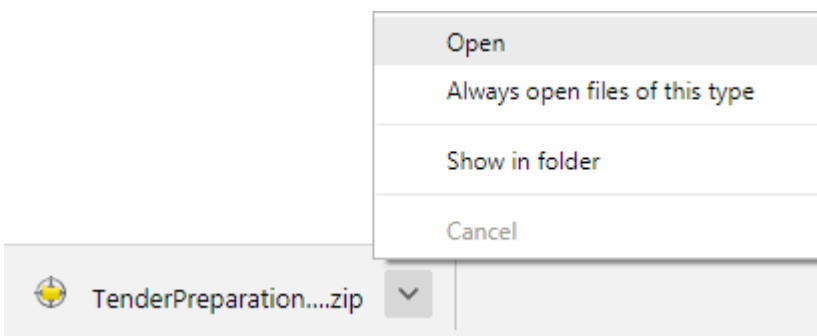 Open
Always open files of this type
Show in folder
Cancel
TenderPreparation....zip